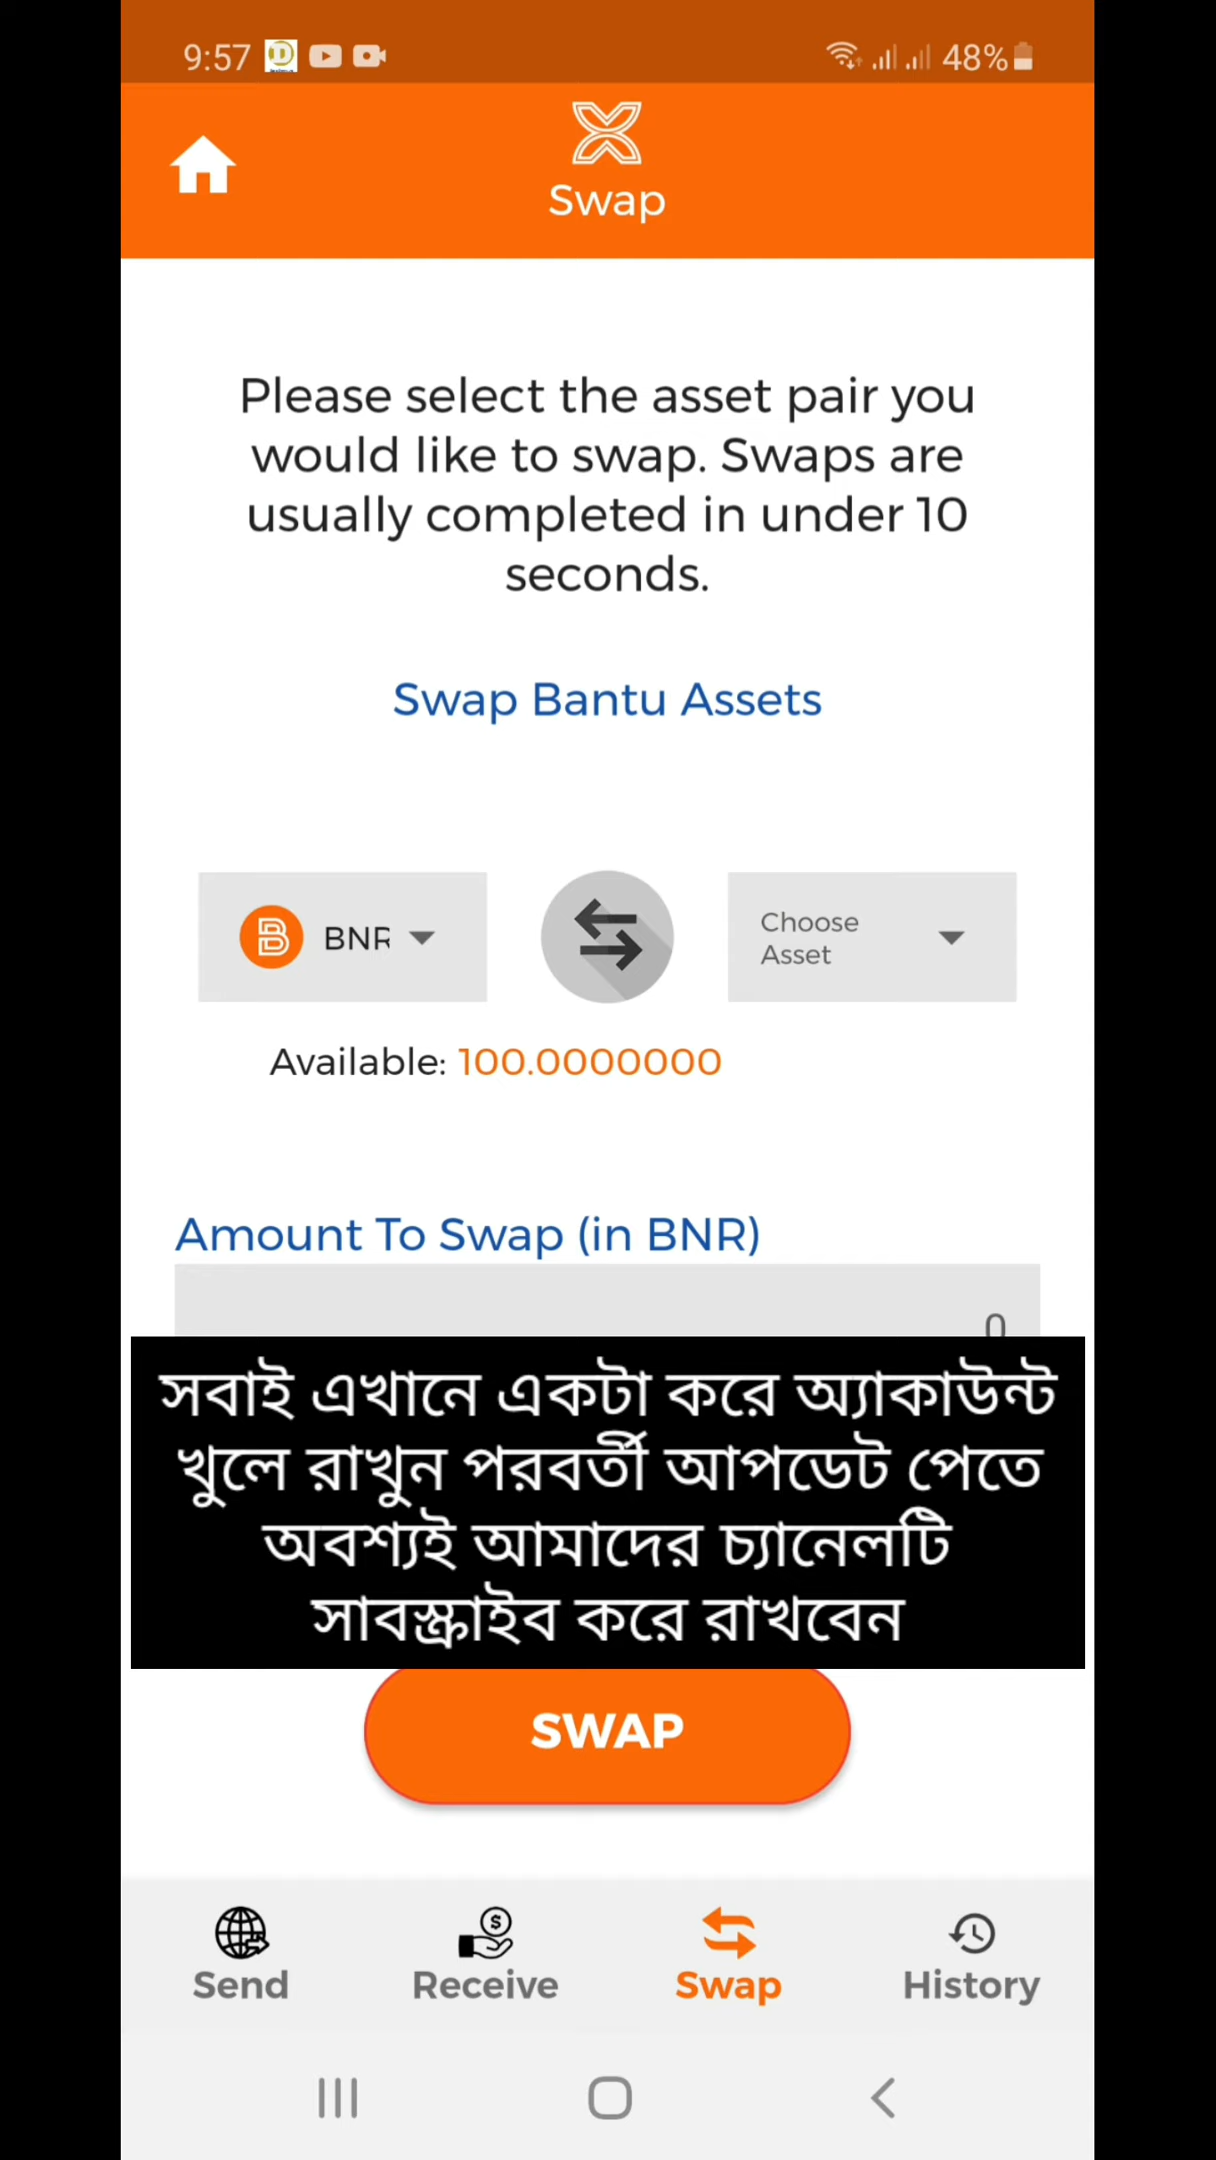 9:57
48%
Swap
Please select the asset pair you
would like to swap. Swaps are
usually completed in under 10
seconds.
Swap Bantu Assets
BNR
Choose
Asset
Available: 100.0000000
Amount To Swap (in BNR)
0
সবাই এখানে একটা করে অ্যাকাউন্ট
খুলে রাখুন পরবর্তী আপডেট পেতে
অবশ্যই আমাদের চ্যানেলটি
সাবস্ক্রাইব করে রাখবেন
SWAP
Send
Receive
Swap
History